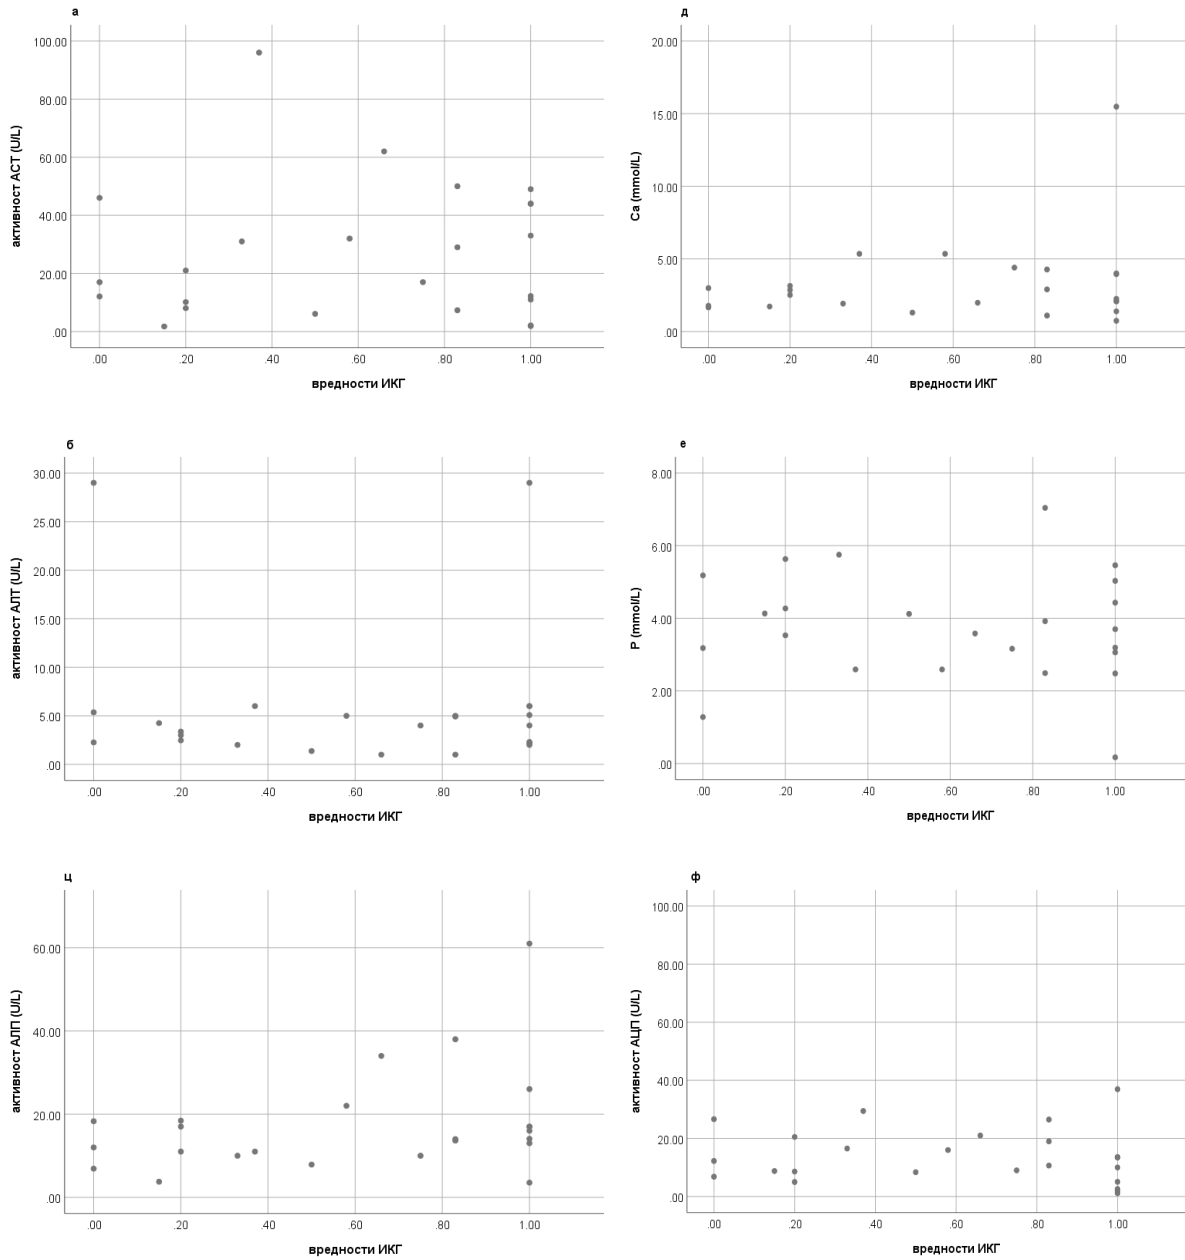 а
100.00
80.00
60.00
40.00
20.00
.00
активност АСТ (U/L)
.00 .20 .40 .60 .80 1.00
вредности ИКГ
д
20.00
15.00
10.00
5.00
.00
Ca (mmol/L)
.00 .20 .40 .60 .80 1.00
вредности ИКГ
б
30.00
25.00
20.00
15.00
10.00
5.00
.00
активност АЛТ (U/L)
.00 .20 .40 .60 .80 1.00
вредности ИКГ
е
8.00
6.00
4.00
2.00
.00
P (mmol/L)
.00 .20 .40 .60 .80 1.00
вредности ИКГ
ц
60.00
40.00
20.00
.00
активност АЛП (U/L)
.00 .20 .40 .60 .80 1.00
вредности ИКГ
ф
100.00
80.00
60.00
40.00
20.00
.00
активност АЦП (U/L)
.00 .20 .40 .60 .80 1.00
вредности ИКГ